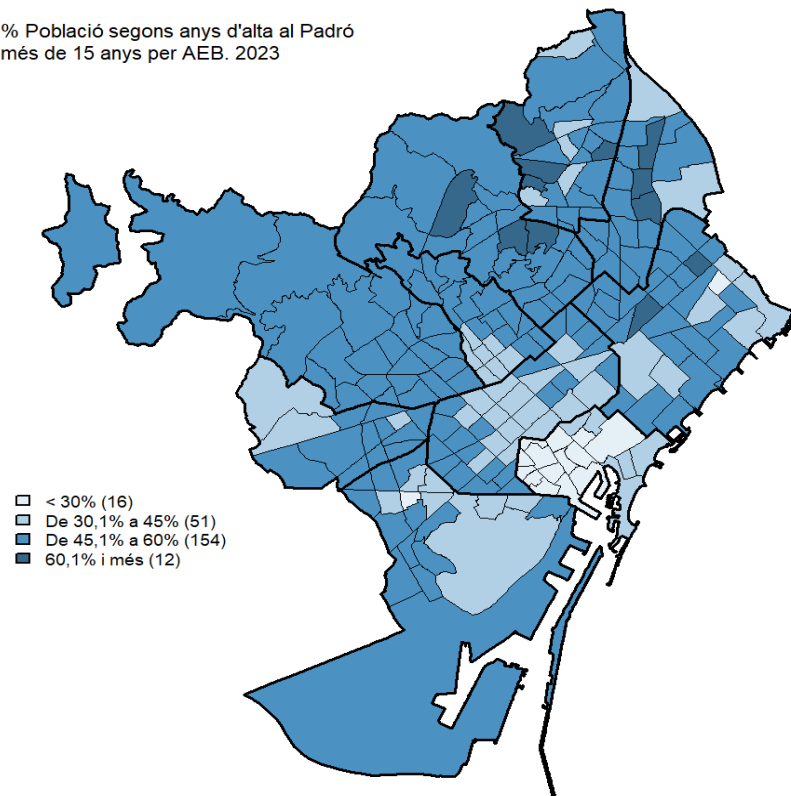 % Població segons anys d'alta al Padró
més de 15 anys per AEB. 2023
< 30% (16)
De 30,1% a 45% (51)
De 45,1% a 60% (154)
60,1% i més (12)